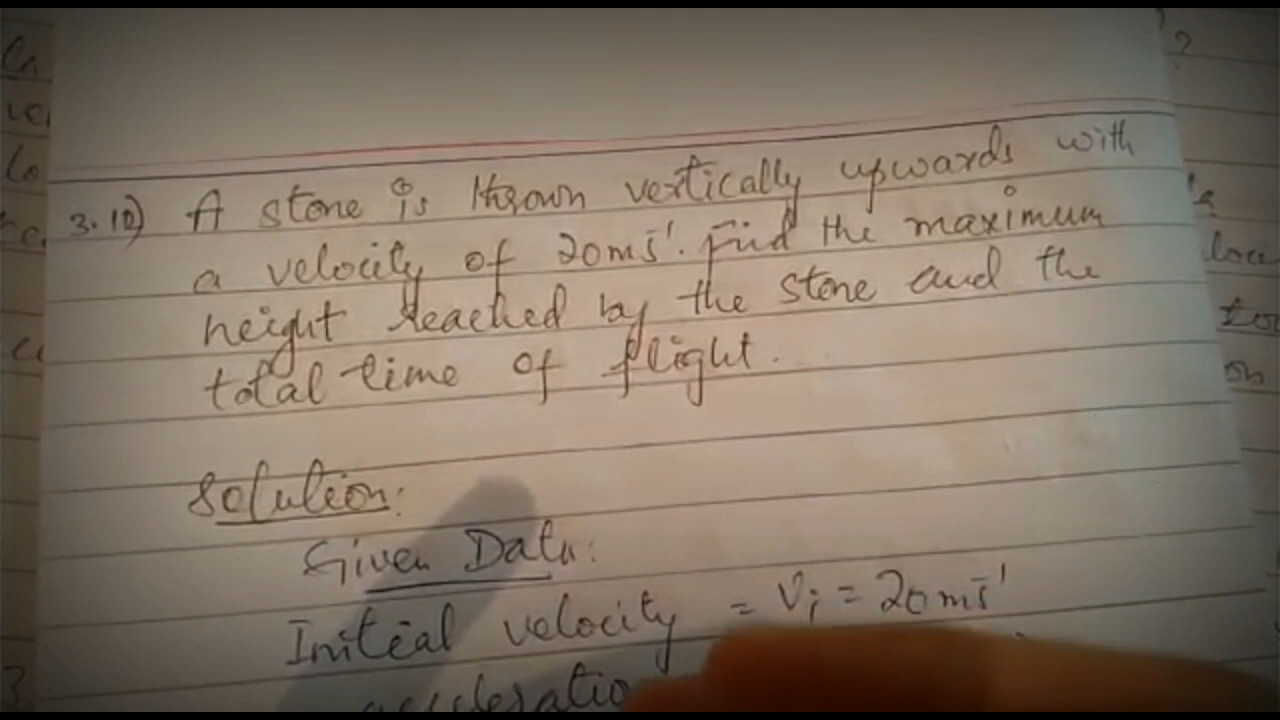 3.10) A stone is thrown vertically upwards with
a velocity of 20ms⁻¹. Find the maximum
height reached by the stone and the
total time of flight.
Solution:
Given Data:
Initial velocity = Vi = 20ms⁻¹